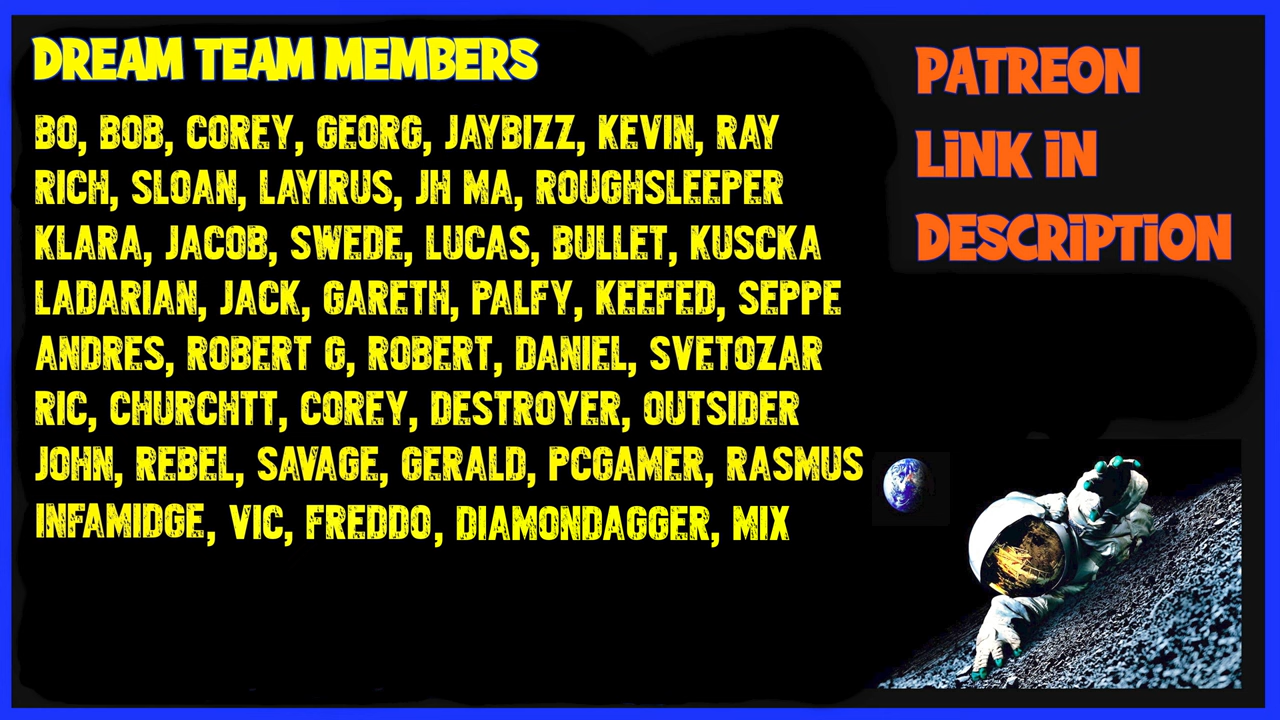 DREAM TEAM MEMBERS
BO, BOB, COREY, GEORG, JAYBIZZ, KEVIN, RAY
RICH, SLOAN, LAYIRUS, JH MA, ROUGHSLEEPER
KLARA, JACOB, SWEDE, LUCAS, BULLET, KUSCKA
LADARIAN, JACK, GARETH, PALFY, KEEFED, SEPPE
ANDRES, ROBERT G, ROBERT, DANIEL, SVETOZAR
RIC, CHURCHTT, COREY, DESTROYER, OUTSIDER
JOHN, REBEL, SAVAGE, GERALD, PCGAMER, RASMUS
INFAMIDGE, VIC, FREDDO, DIAMONDAGGER, MIX
PATREON
LiNK iN
DESCRiPTiON